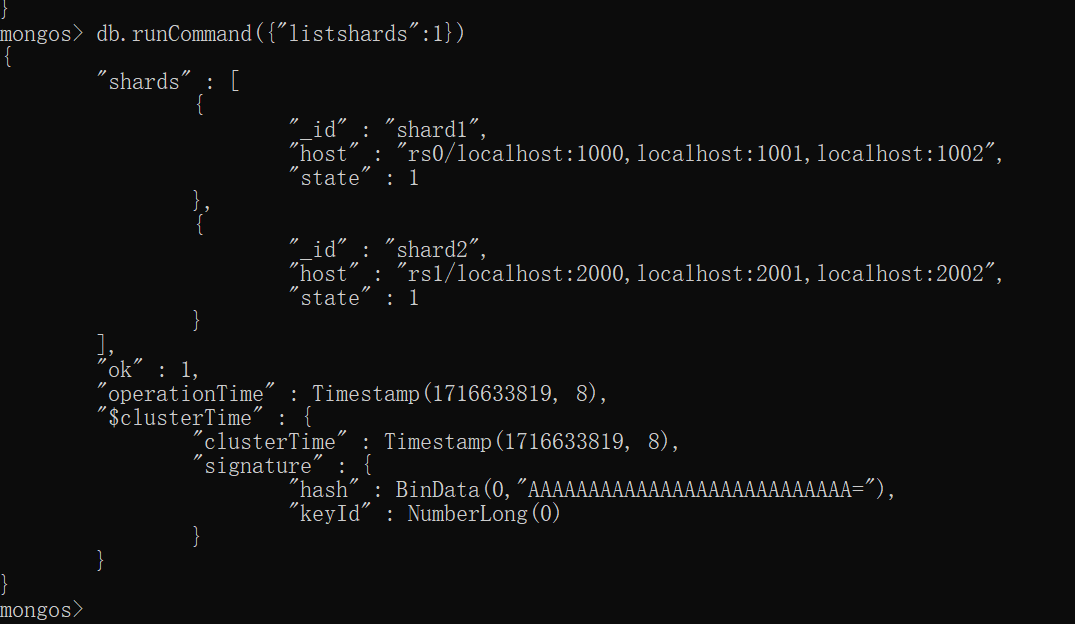 }
mongos> db.runCommand({"listshards":1})
{
        "shards" : [
                {
                        "_id" : "shard1",
                        "host" : "rs0/localhost:1000,localhost:1001,localhost:1002",
                        "state" : 1
                },
                {
                        "_id" : "shard2",
                        "host" : "rs1/localhost:2000,localhost:2001,localhost:2002",
                        "state" : 1
                }
        ],
        "ok" : 1,
        "operationTime" : Timestamp(1716633819, 8),
        "$clusterTime" : {
                "clusterTime" : Timestamp(1716633819, 8),
                "signature" : {
                        "hash" : BinData(0,"AAAAAAAAAAAAAAAAAAAAAAAAAAA="),
                        "keyId" : NumberLong(0)
                }
        }
}
mongos>